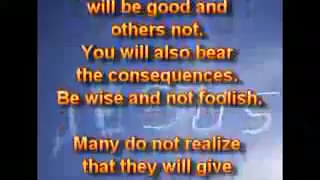 will be good and
others not.
You will also bear
the consequences.
Be wise and not foolish.
Many do not realize
that they will give
JESUS